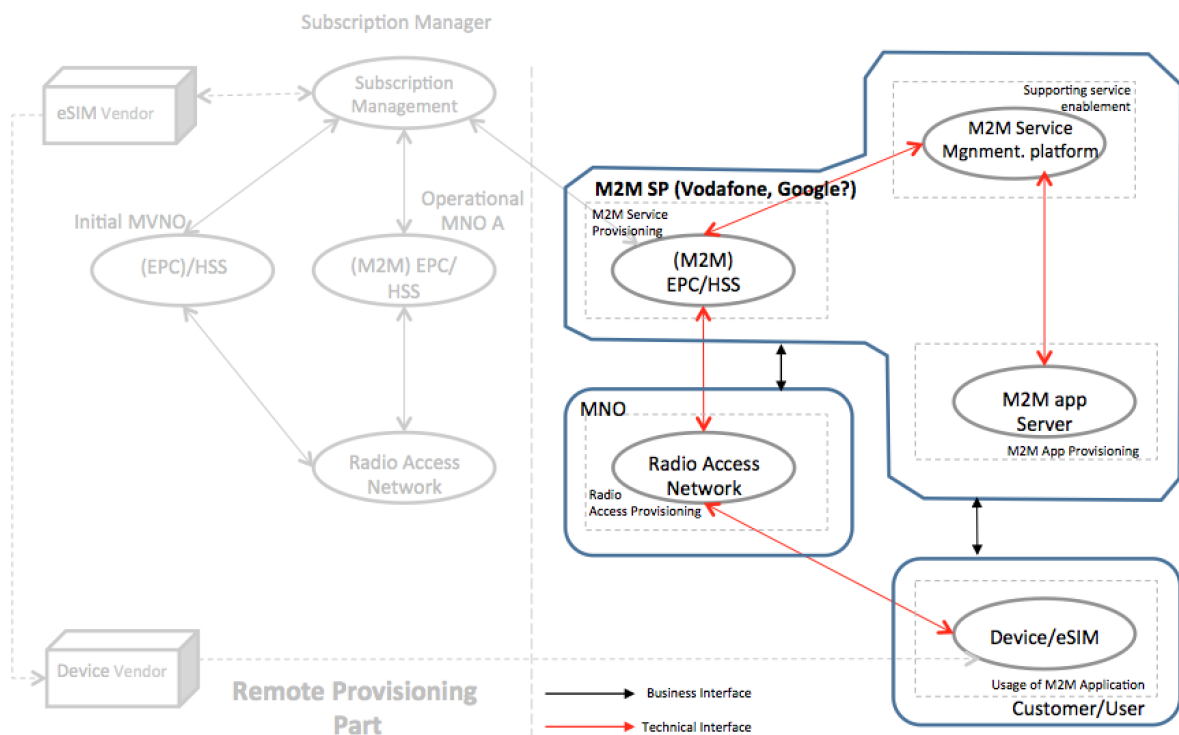 Subscription Manager
eSIM Vendor
Subscription
Management
Initial MVNO
Operational
MNO A
(EPC)/HSS
(M2M) EPC/
HSS
Radio Access
Network
Device Vendor
Remote Provisioning
Part
Supporting service
enablement
M2M Service
Mgnment. platform
M2M SP (Vodafone, Google?)
M2M Service
Provisioning
(M2M)
EPC/HSS
M2M app
Server
M2M App Provisioning
MNO
Radio Access
Network
Radio
Access Provisioning
Device/eSIM
Usage of M2M Application
Customer/User
Business Interface
Technical Interface